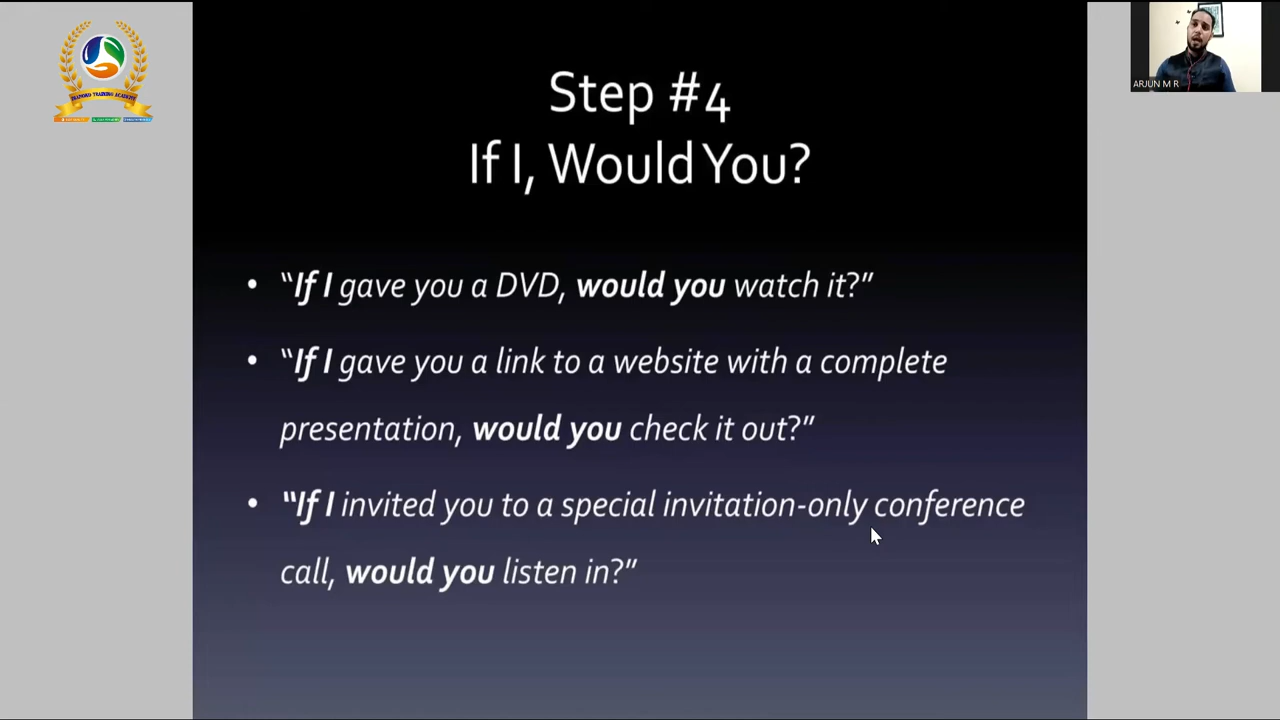 Step #4
If I, Would You?
• “If I gave you a DVD, would you watch it?”
• “If I gave you a link to a website with a complete
presentation, would you check it out?”
• “If I invited you to a special invitation-only conference
call, would you listen in?”
ARJUN M R
TRAINING ACADEMY